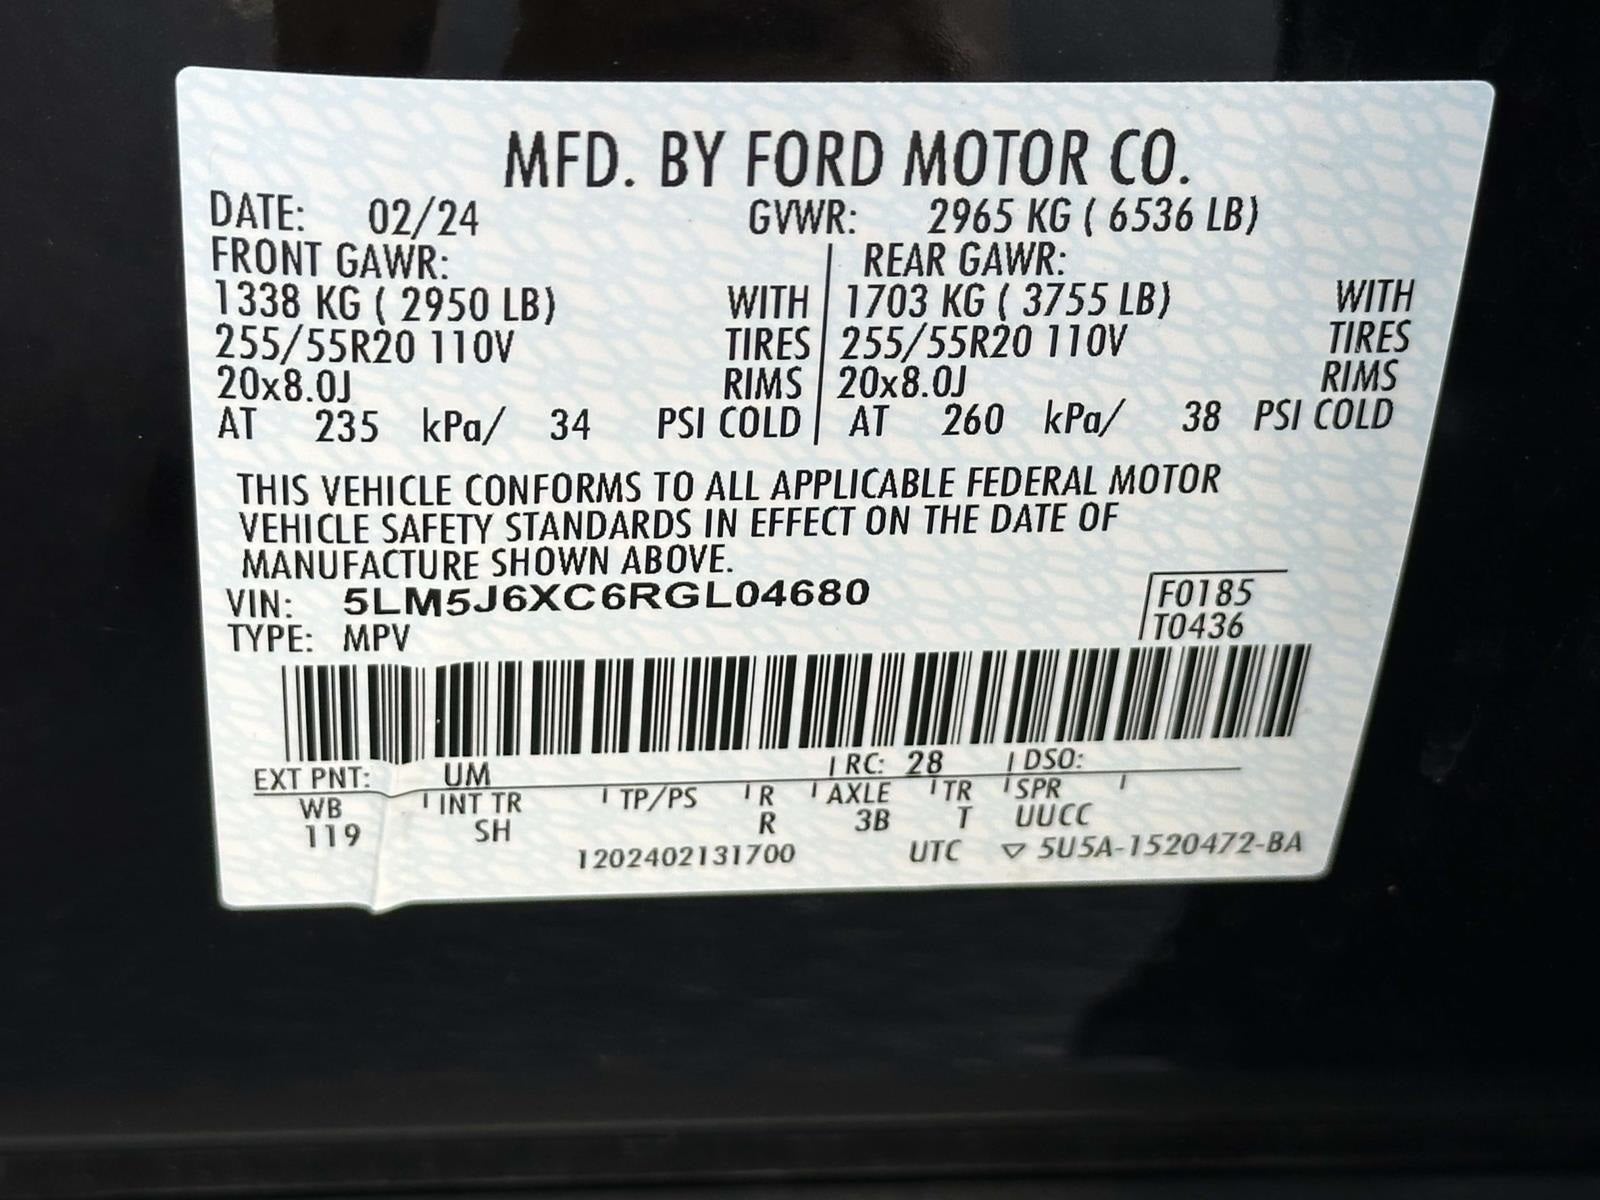 MFD. BY FORD MOTOR CO.
DATE: 02/24 GVWR: 2965 KG ( 6536 LB)
FRONT GAWR: REAR GAWR:
1338 KG ( 2950 LB) WITH 1703 KG ( 3755 LB) WITH
255/55R20 110V TIRES 255/55R20 110V TIRES
20x8.0J RIMS 20x8.0J RIMS
AT 235 kPa/ 34 PSI COLD AT 260 kPa/ 38 PSI COLD
THIS VEHICLE CONFORMS TO ALL APPLICABLE FEDERAL MOTOR
VEHICLE SAFETY STANDARDS IN EFFECT ON THE DATE OF
MANUFACTURE SHOWN ABOVE.
VIN: 5LM5J6XC6RGL04680 F0185
TYPE: MPV T0436
EXT PNT: UM RC: 28 DSO:
WB INT TR TP/PS R AXLE TR SPR
119 SH R 3B T UUCC
1202402131700 UTC ▽ 5U5A-1520472-BA